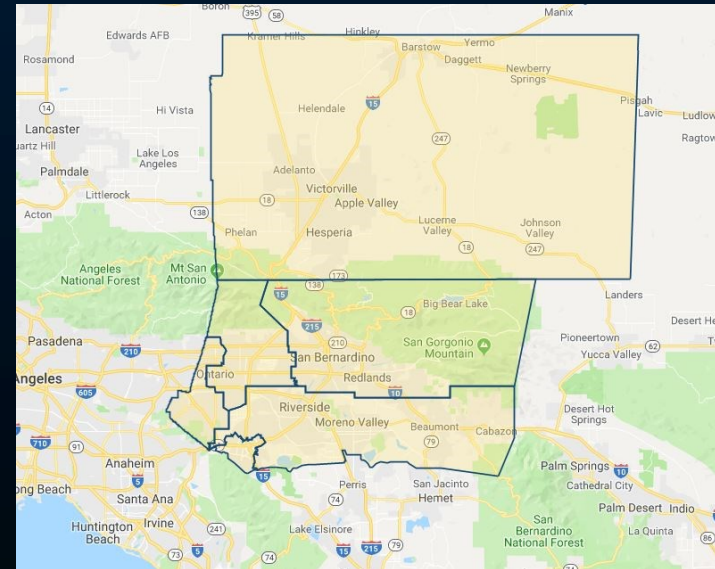 Boron
395
58
Manix
Edwards AFB
Kramer Hills
Hinkley
Barstow
Yermo
Daggett
Rosamond
Newberry
Springs
14
Hi Vista
Helendale
15
Pisgah
Lavic
Ludlow
Lancaster
uartz Hill
247
Ragtow
Lake Los
Angeles
Palmdale
Adelanto
Victorville
Littlerock
18
Apple Valley
Acton
138
Phelan
Hesperia
Lucerne
Valley
18
Johnson
Valley
247
Angeles
National Forest
Mt San
Antonio
173
138
15
Landers
Big Bear Lake
18
215
Desert He
Pasadena
210
210
San Gorgonio
Mountain
Pioneertown
62
Yucca Valley
Angeles
San Bernardino
Ontario
Redlands
605
10
Riverside
Moreno Valley
Desert Hot
Springs
710
91
Beaumont
79
Cabazon
Anaheim
5
15
Palm Springs
10
Cathedral City
ong Beach
Santa Ana
Perris
San Jacinto
Hemet
74
Palm Desert
Indio
Huntington
Beach
Irvine
241
Lake Elsinore
San
Bernardino
National Forest
La Quinta
86
73
5
74
15
215
79
74